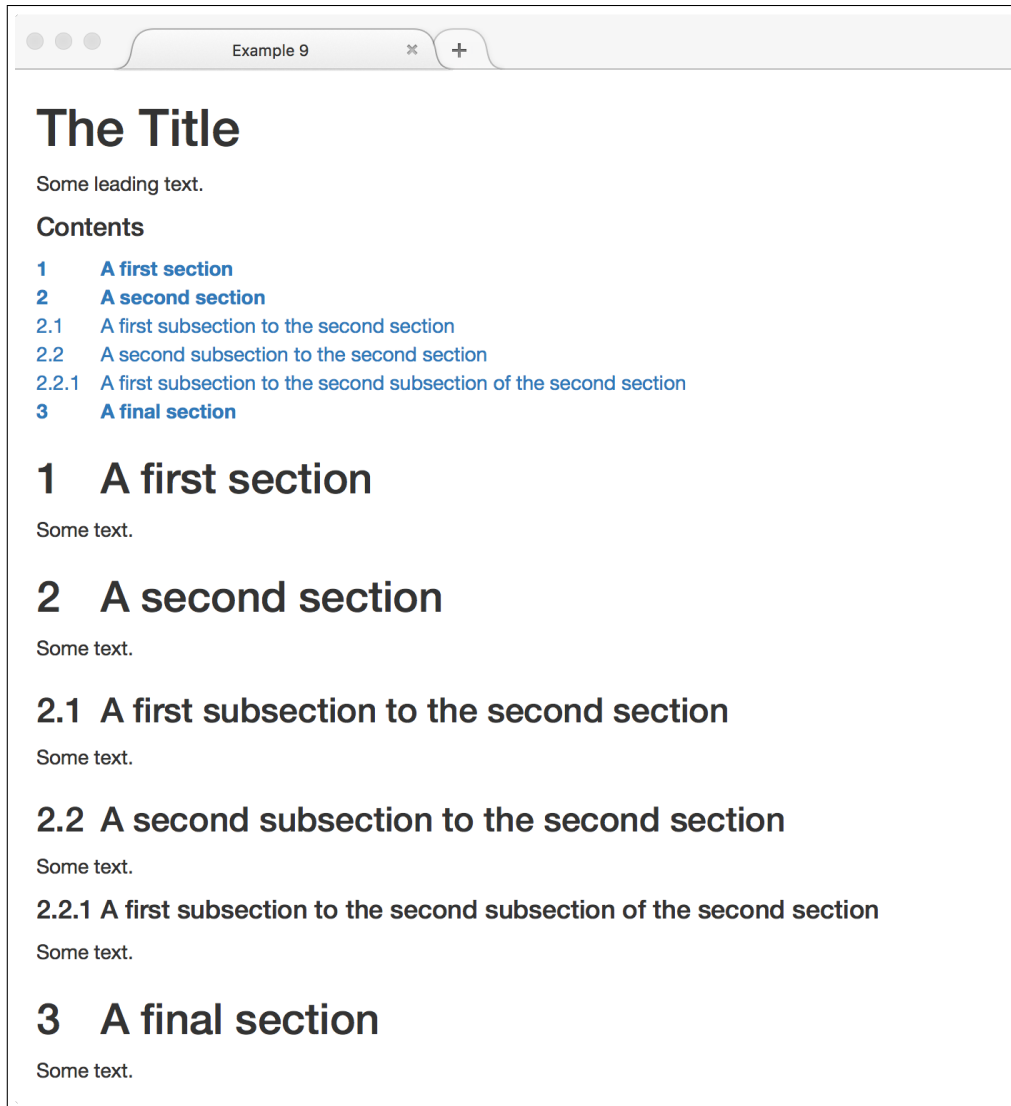 Example 9
The Title
Some leading text.
Contents
1 A first section
2 A second section
2.1 A first subsection to the second section
2.2 A second subsection to the second section
2.2.1 A first subsection to the second subsection of the second section
3 A final section
1 A first section
Some text.
2 A second section
Some text.
2.1 A first subsection to the second section
Some text.
2.2 A second subsection to the second section
Some text.
2.2.1 A first subsection to the second subsection of the second section
Some text.
3 A final section
Some text.